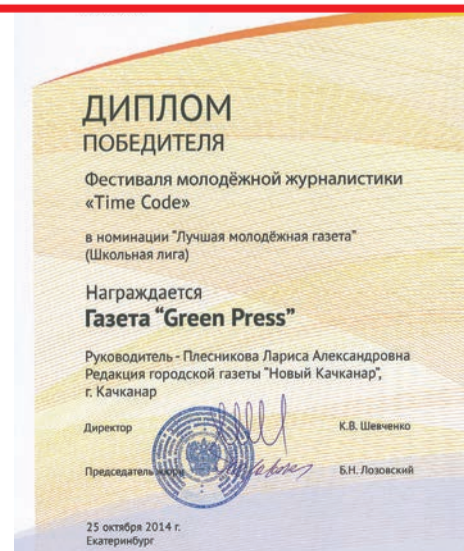 ДИПЛОМ
ПОБЕДИТЕЛЯ
Фестиваля молодёжной журналистики
«Time Code»
в номинации "Лучшая молодёжная газета"
(Школьная лига)
Награждается
Газета "Green Press"
Руководитель - Плесникова Лариса Александровна
Редакция городской газеты "Новый Качканар",
г. Качканар
Директор К.В. Шевченко
Председатель жюри Б.Н. Лозовский
25 октября 2014 г.
Екатеринбург